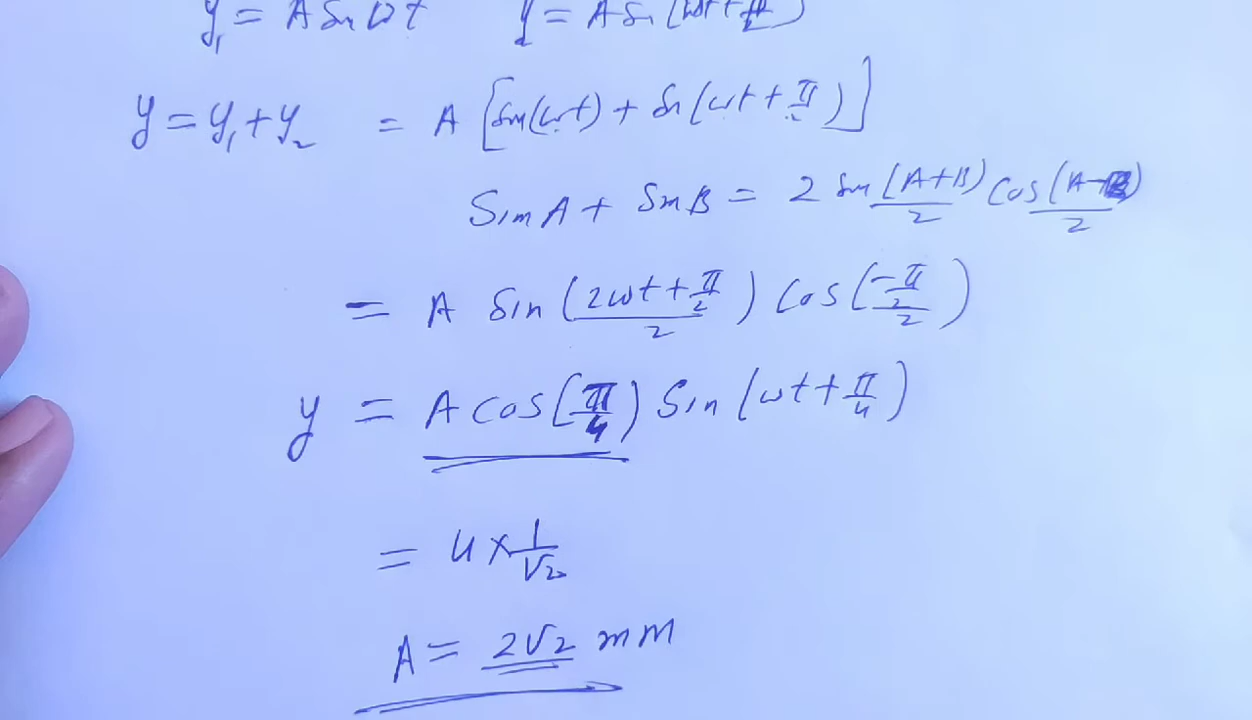 y₁ = A Sin ωt y₂ = A Sin (ωt + π/2)
y = y₁ + y₂ = A [Sin(ωt) + Sin (ωt + π/2)]
Sin A + Sin B = 2 Sin (A+B)/2 Cos (A-B)/2
= A Sin (2ωt + π/2)/2 Cos (-π/2)/2
y = A Cos (π/4) Sin (ωt + π/4)
= 4 × 1/√2
A = 2√2 mm